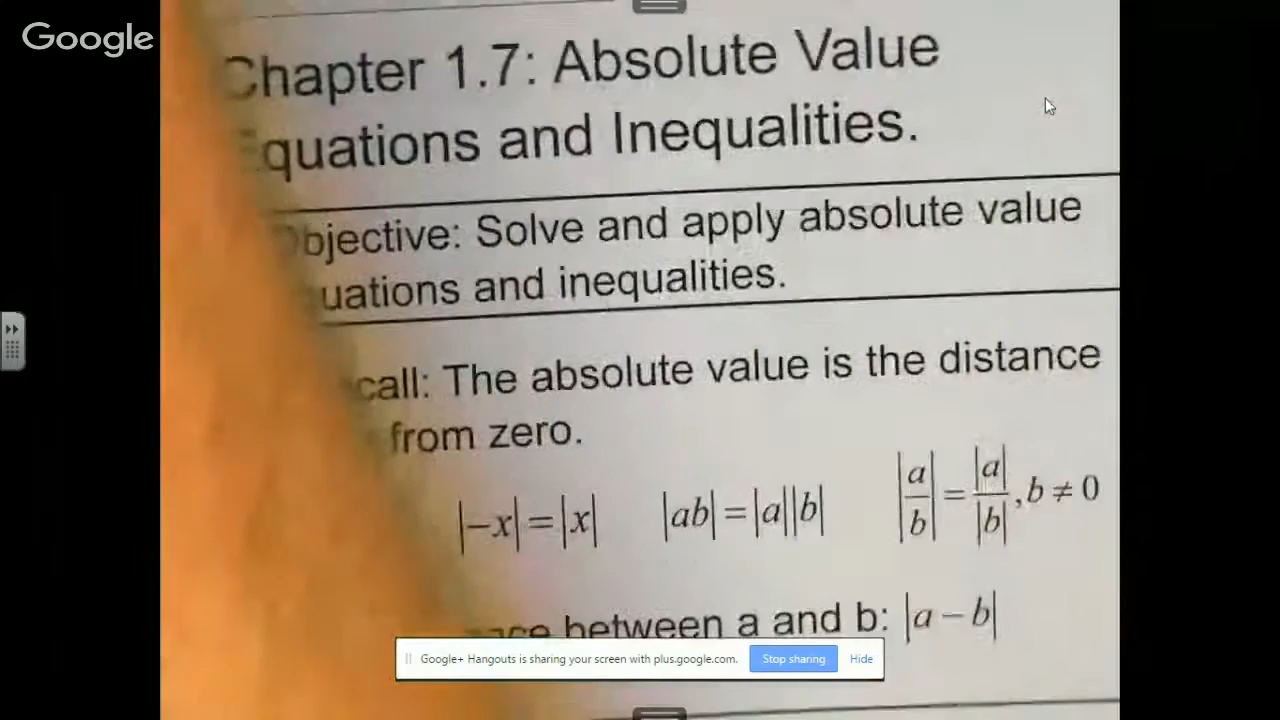 Google
Chapter 1.7: Absolute Value
Equations and Inequalities.
Objective: Solve and apply absolute value
uations and inequalities.
call: The absolute value is the distance
from zero.
|−x| = |x| |ab| = |a||b| |a/b| = |a|/|b|, b ≠ 0
between a and b: |a − b|
Google+ Hangouts is sharing your screen with plus.google.com. Stop sharing Hide